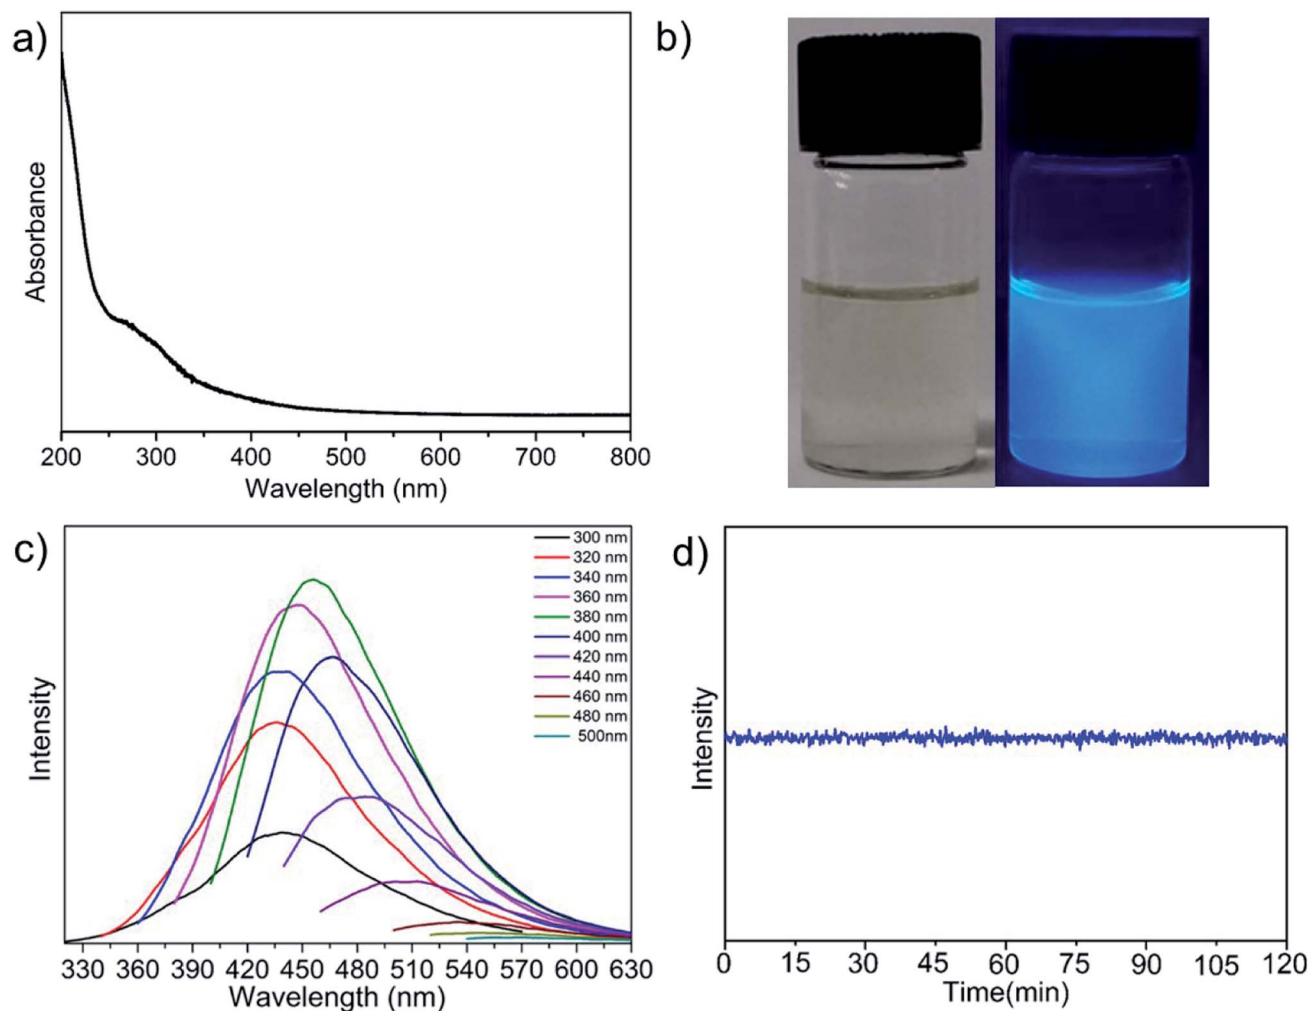 a)
Absorbance
200 300 400 500 600 700 800
Wavelength (nm)
b)
c)
Intensity
300 nm
320 nm
340 nm
360 nm
380 nm
400 nm
420 nm
440 nm
460 nm
480 nm
500nm
330 360 390 420 450 480 510 540 570 600 630
Wavelength (nm)
d)
Intensity
0 15 30 45 60 75 90 105 120
Time(min)